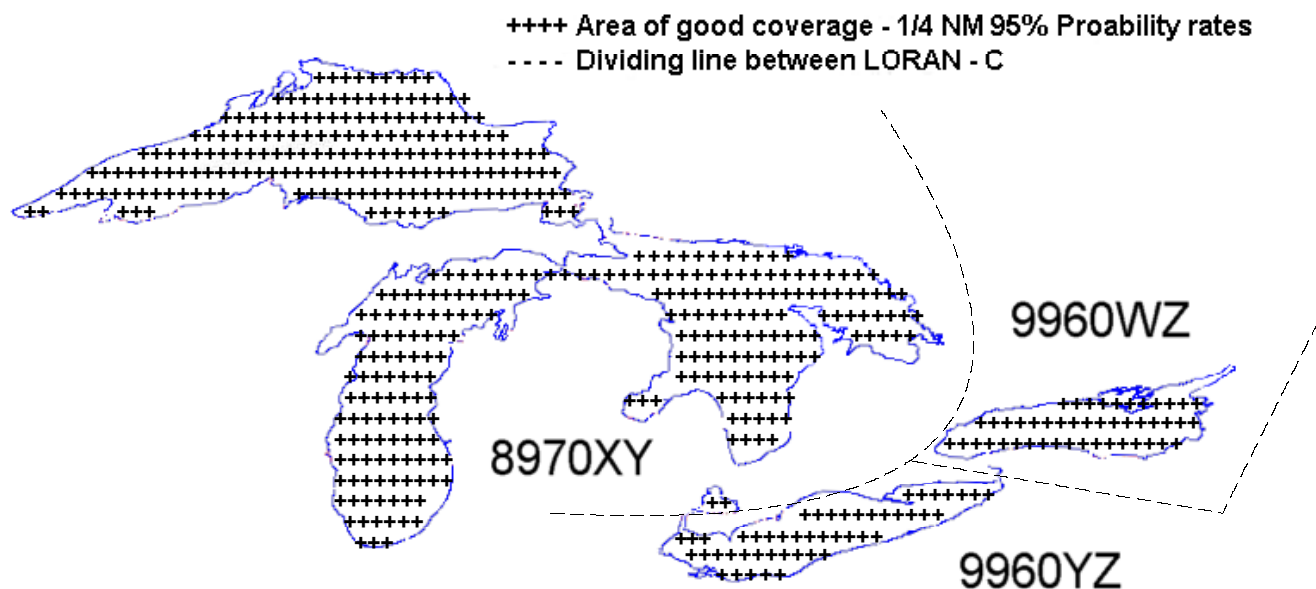 ++++ Area of good coverage - 1/4 NM 95% Proability rates
---- Dividing line between LORAN - C
9960WZ
8970XY
9960YZ